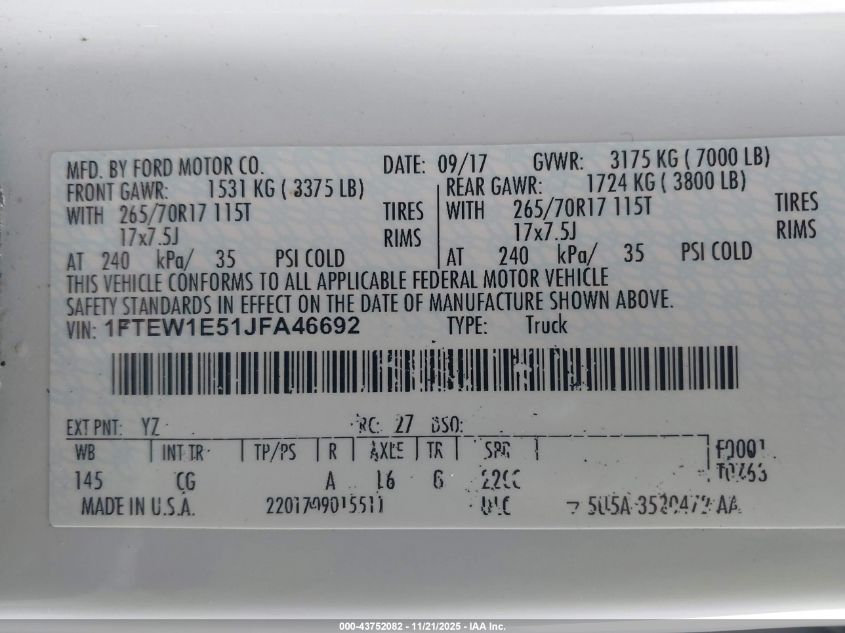 MFD. BY FORD MOTOR CO. DATE: 09/17 GVWR: 3175 KG ( 7000 LB)
FRONT GAWR: 1531 KG ( 3375 LB) REAR GAWR: 1724 KG ( 3800 LB)
WITH 265/70R17 115T TIRES WITH 265/70R17 115T TIRES
17x7.5J RIMS 17x7.5J RIMS
AT 240 kPa/ 35 PSI COLD AT 240 kPa/ 35 PSI COLD
THIS VEHICLE CONFORMS TO ALL APPLICABLE FEDERAL MOTOR VEHICLE
SAFETY STANDARDS IN EFFECT ON THE DATE OF MANUFACTURE SHOWN ABOVE.
VIN: 1FTEW1E51JFA46692 TYPE: Truck
EXT PNT: YZ RC: 27 DSO:
WB INT TR TP/PS R AXLE TR SPR
145 CG A 6
MADE IN U.S.A.
000-43752082 - 11/21/2025 - IAA Inc.